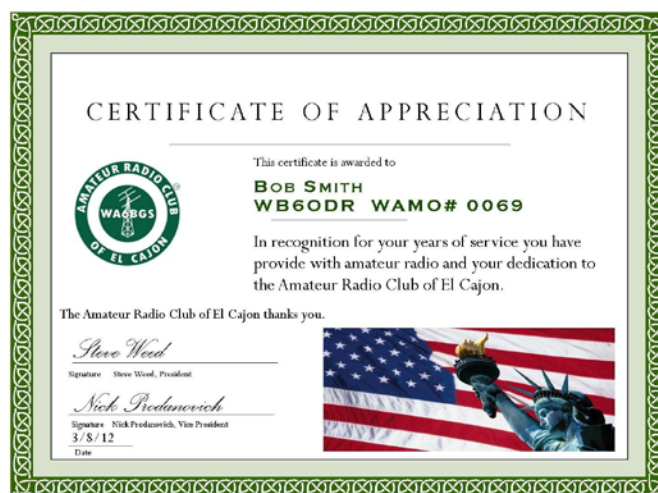 CERTIFICATE OF APPRECIATION
This certificate is awarded to
BOB SMITH
WB6ODR WAMO# 0069
AMATEUR RADIO CLUB
WA6BGS
OF EL CAJON
®
In recognition for your years of service you have
provide with amateur radio and your dedication to
the Amateur Radio Club of El Cajon.
The Amateur Radio Club of El Cajon thanks you.
Steve Weed
Signature Steve Weed, President
Nick Prodanovich
Signature Nick Prodanovich, Vice President
3/8/12
Date